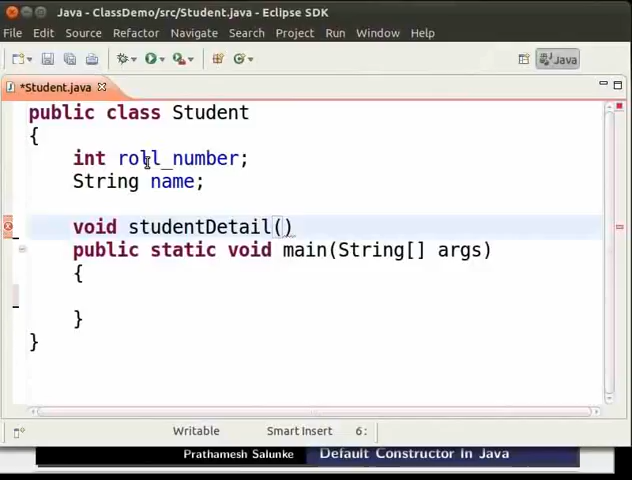 Java - ClassDemo/src/Student.java - Eclipse SDK
File Edit Source Refactor Navigate Search Project Run Window Help
Java
*Student.java
public class Student
{
int roll_number;
String name;
void studentDetail()
public static void main(String[] args)
{
}
}
Writable Smart Insert 6:
Prathamesh Salunke Default Constructor In Java